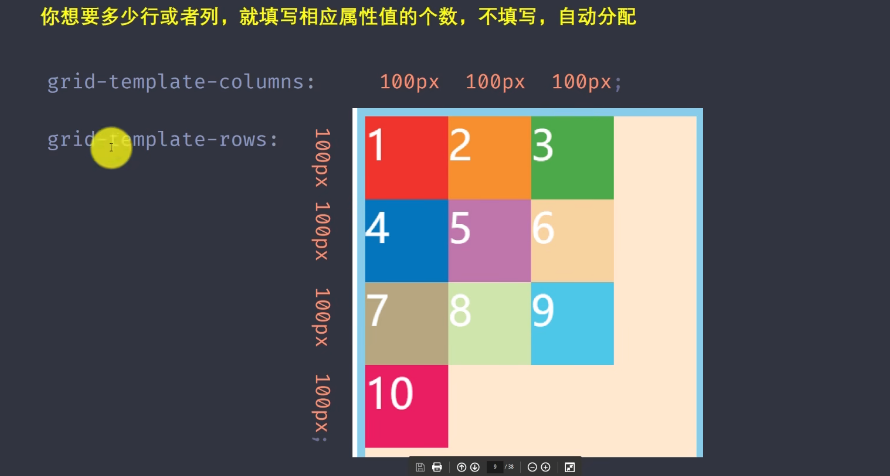 你想要多少行或者列，就填写相应属性值的个数，不填写，自动分配
grid-template-columns: 100px 100px 100px;
grid-template-rows: 100px 100px 100px 100px;
1 2 3
4 5 6
7 8 9
10
9 / 38